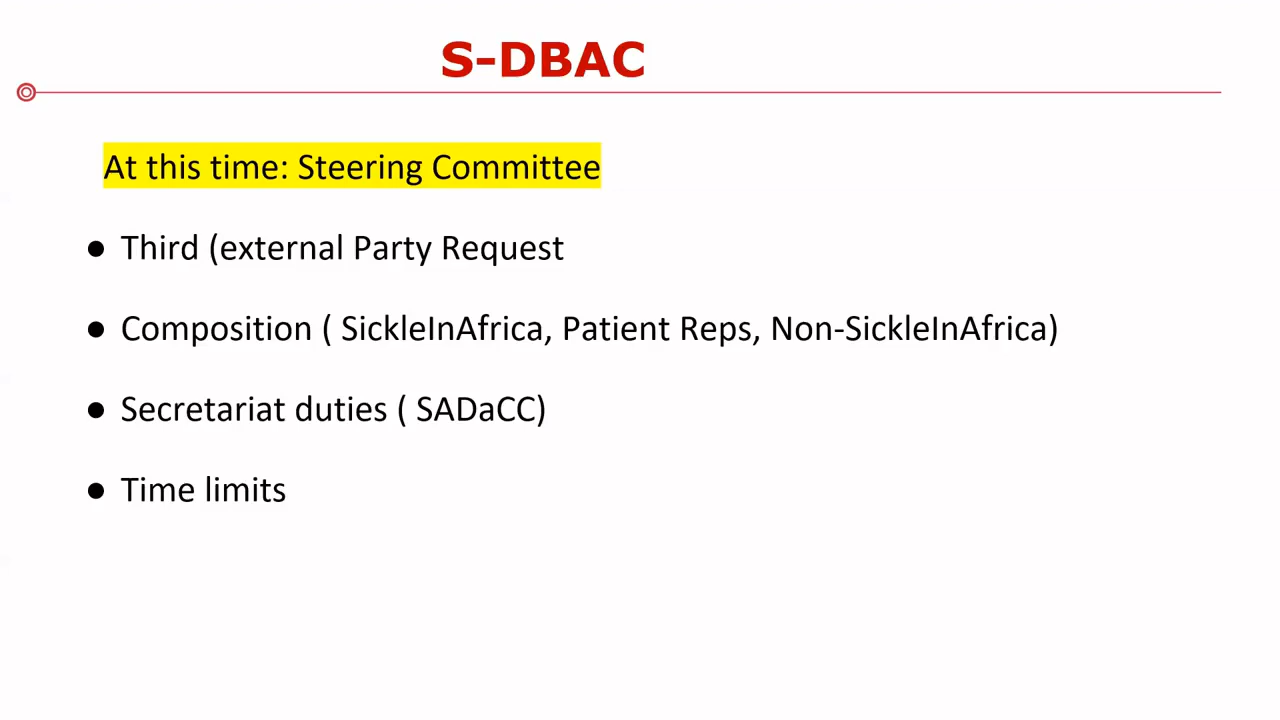 S-DBAC
At this time: Steering Committee
● Third (external Party Request
● Composition ( SickleInAfrica, Patient Reps, Non-SickleInAfrica)
● Secretariat duties ( SADaCC)
● Time limits